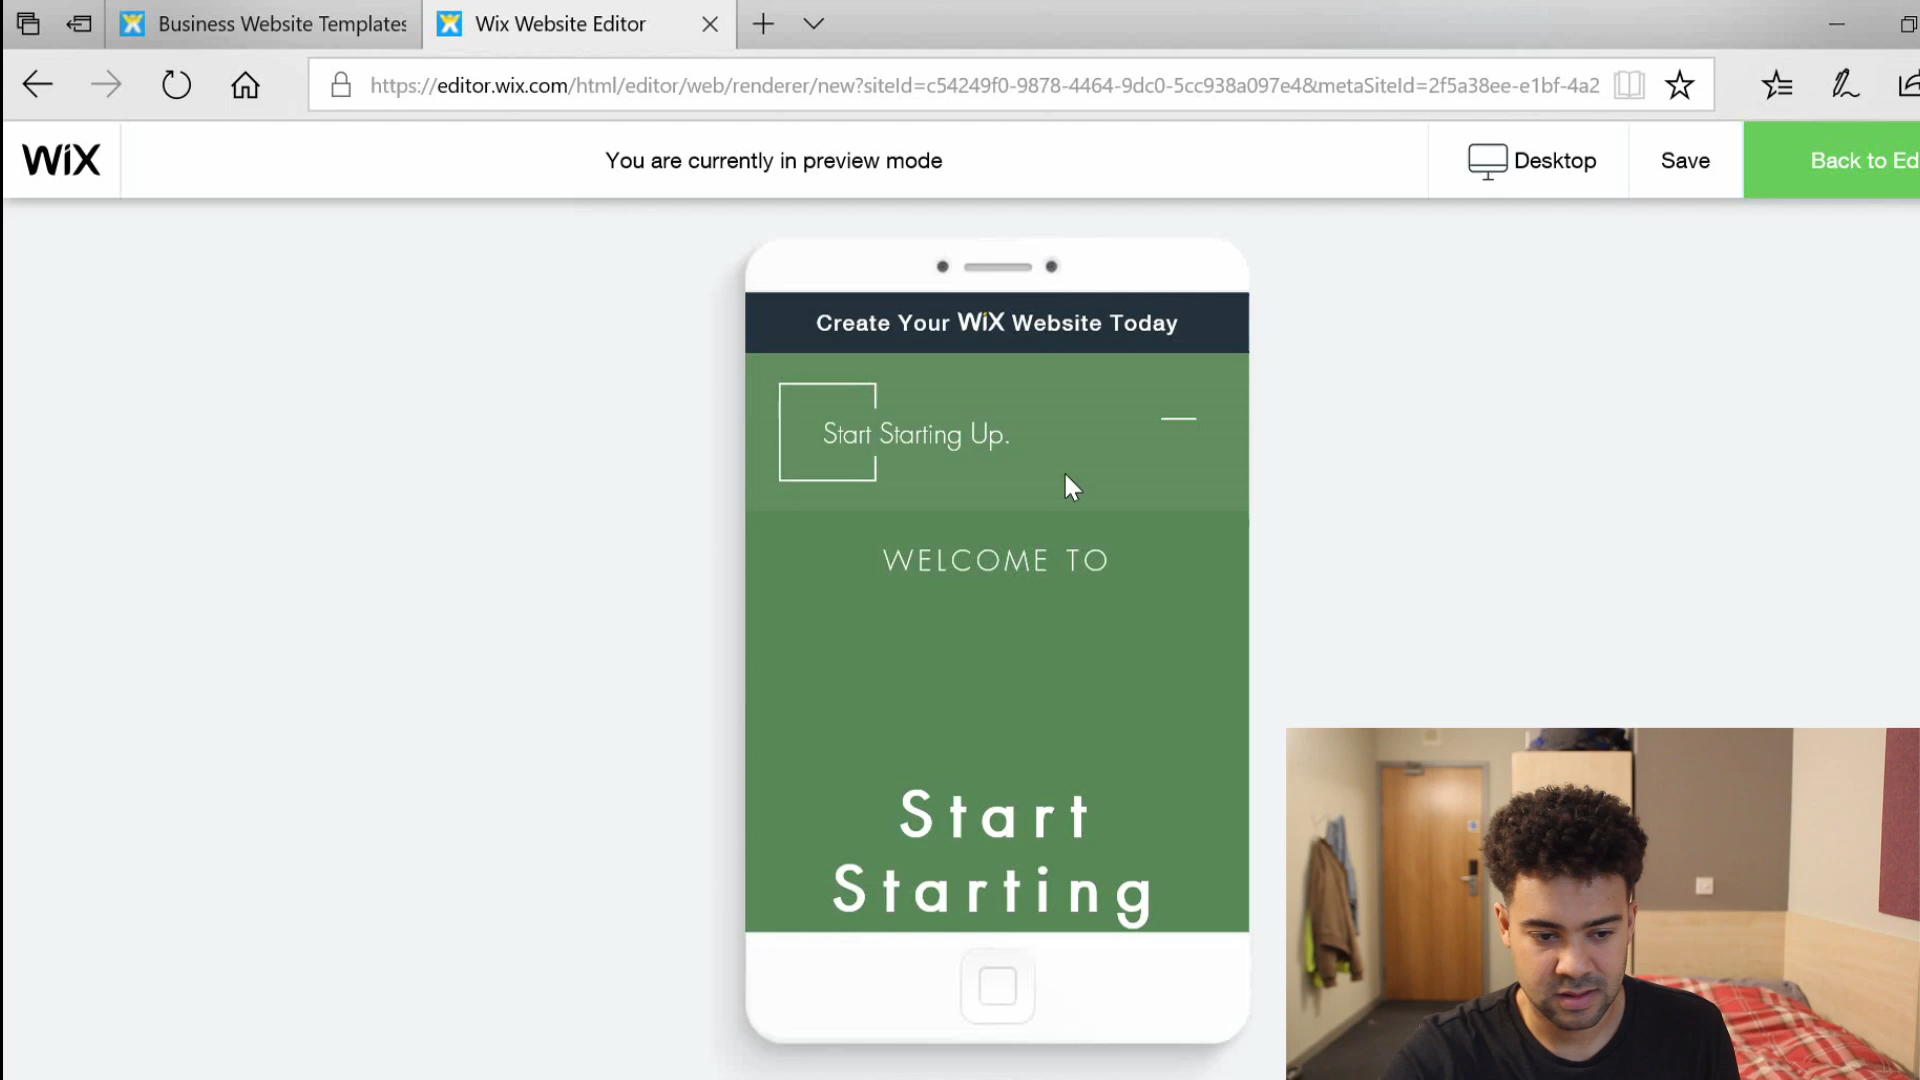 Business Website Templates
Wix Website Editor
https://editor.wix.com/html/editor/web/renderer/new?siteId=c54249f0-9878-4464-9dc0-5cc938a097e4&metaSiteId=2f5a38ee-e1bf-4a2
WiX
You are currently in preview mode
Desktop
Save
Back to Ed
Create Your WiX Website Today
Start Starting Up.
WELCOME TO
Start
Starting